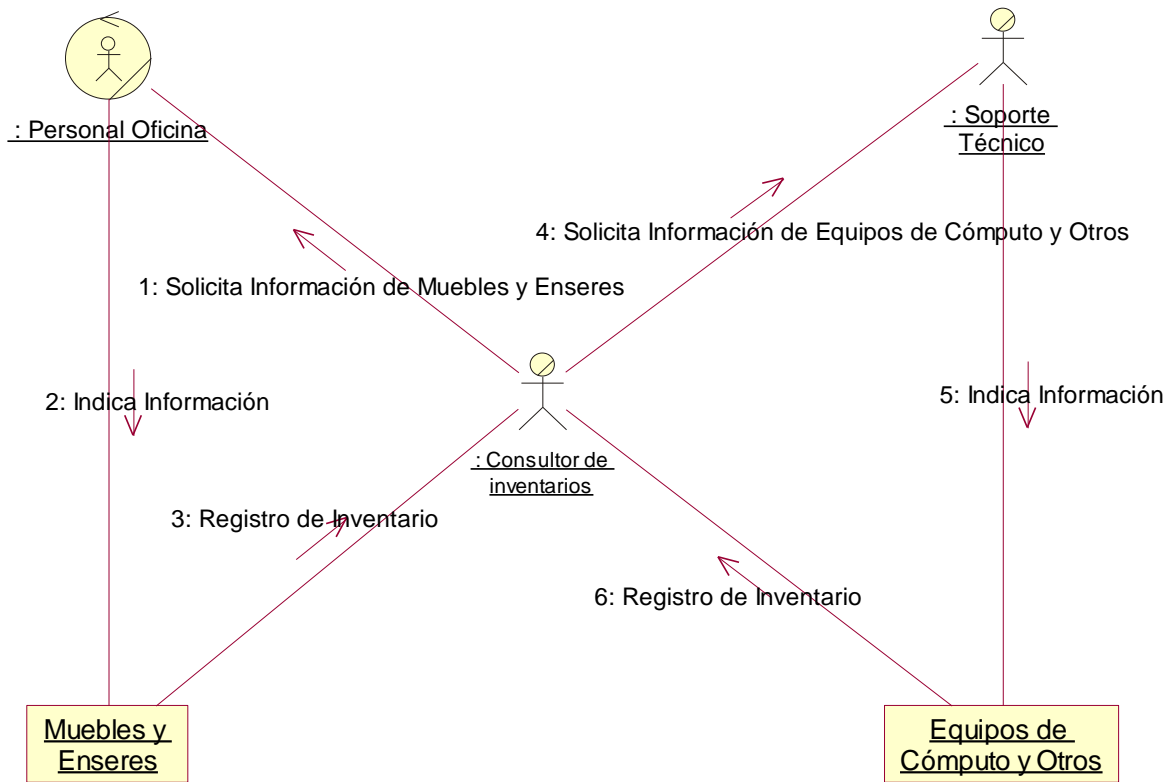 : Personal Oficina
: Soporte
Técnico
4: Solicita Información de Equipos de Cómputo y Otros
1: Solicita Información de Muebles y Enseres
2: Indica Información
5: Indica Información
: Consultor de
inventarios
3: Registro de Inventario
6: Registro de Inventario
Muebles y
Enseres
Equipos de
Cómputo y Otros